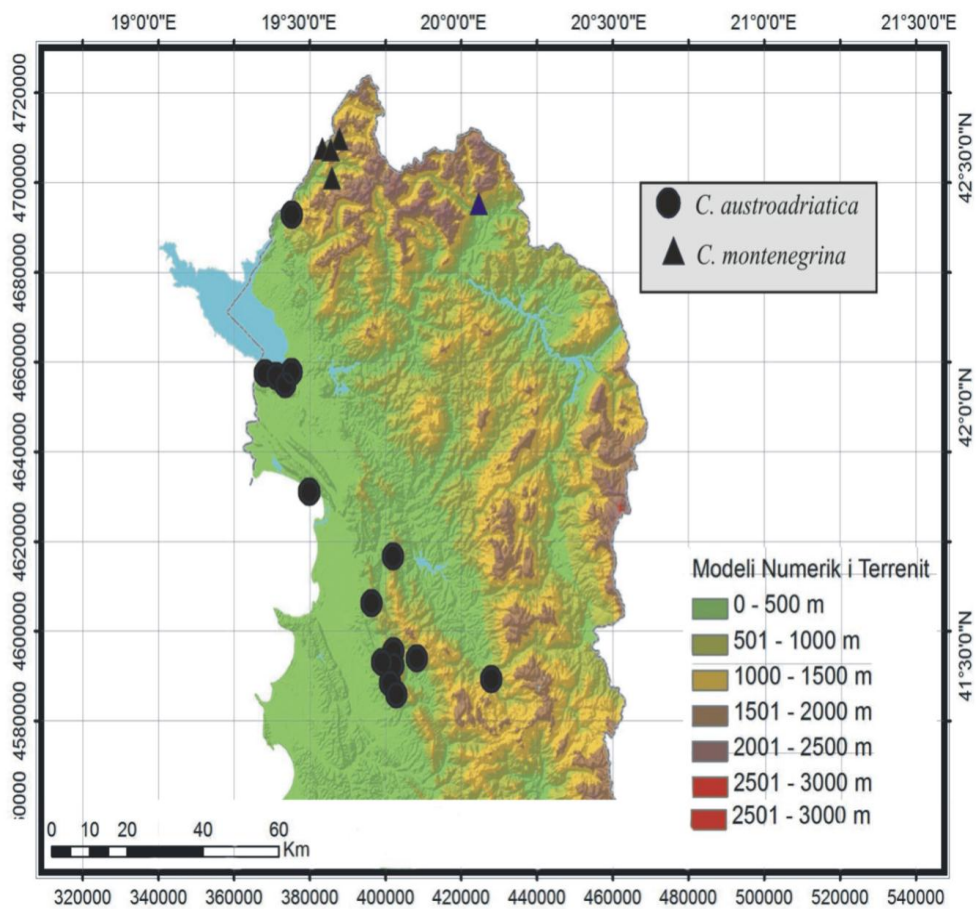 19°0'0"E 19°30'0"E 20°0'0"E 20°30'0"E 21°0'0"E 21°30'0"E
4720000
4700000
4680000
4660000
4640000
4620000
4600000
4580000
0000
42°30'0"N
42°0'0"N
41°30'0"N
C. austroadriatica
C. montenegrina
Modeli Numerik i Terrenit
0 - 500 m
501 - 1000 m
1000 - 1500 m
1501 - 2000 m
2001 - 2500 m
2501 - 3000 m
2501 - 3000 m
0 10 20 40 60
Km
320000 340000 360000 380000 400000 420000 440000 460000 480000 500000 520000 540000